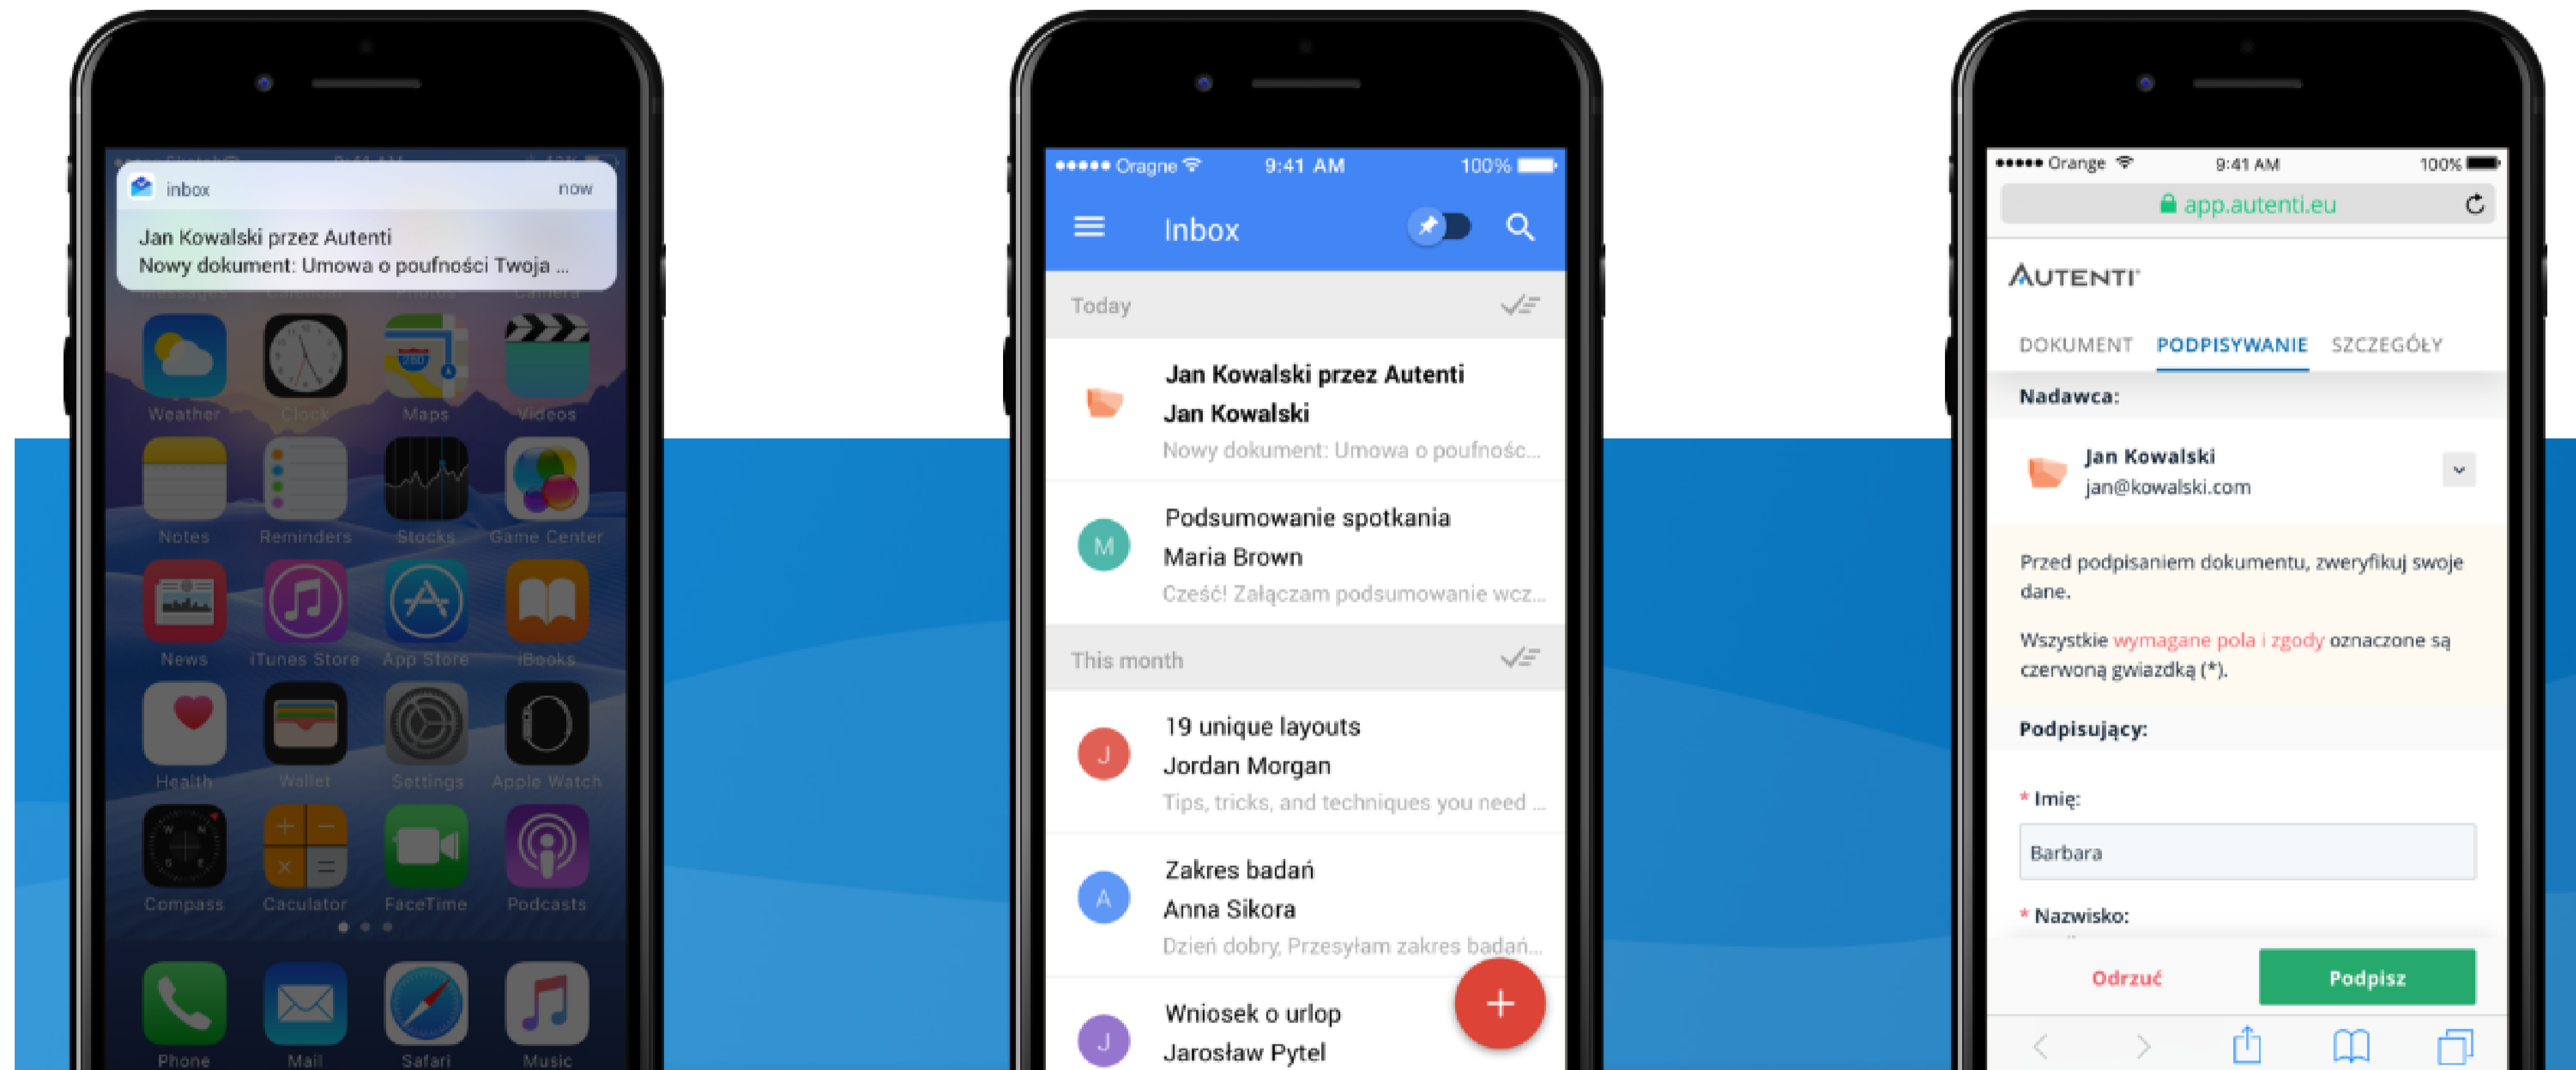 inbox now
Jan Kowalski przez Autenti
Nowy dokument: Umowa o poufności Twoja ...
Messages Calendar Photos Camera
Weather Clock Maps Videos
280
Notes Reminders Stocks Game Center
News iTunes Store App Store iBooks
Health Wallet Settings Apple Watch
Compass Caculator FaceTime Podcasts
Phone Mail Safari Music
Oragne 9:41 AM 100%
Inbox
Today
Jan Kowalski przez Autenti
Jan Kowalski
Nowy dokument: Umowa o poufnośc...
M
Podsumowanie spotkania
Maria Brown
Cześć! Załączam podsumowanie wcz...
This month
J
19 unique layouts
Jordan Morgan
Tips, tricks, and techniques you need ...
A
Zakres badań
Anna Sikora
Dzień dobry, Przesyłam zakres badań...
J
Wniosek o urlop
Jarosław Pytel
+
Orange 9:41 AM 100%
app.autenti.eu
AUTENTI
DOKUMENT PODPISYWANIE SZCZEGÓŁY
Nadawca:
Jan Kowalski
jan@kowalski.com
Przed podpisaniem dokumentu, zweryfikuj swoje
dane.
Wszystkie wymagane pola i zgody oznaczone są
czerwoną gwiazdką (*).
Podpisujący:
* Imię:
Barbara
* Nazwisko:
Odrzuć Podpisz